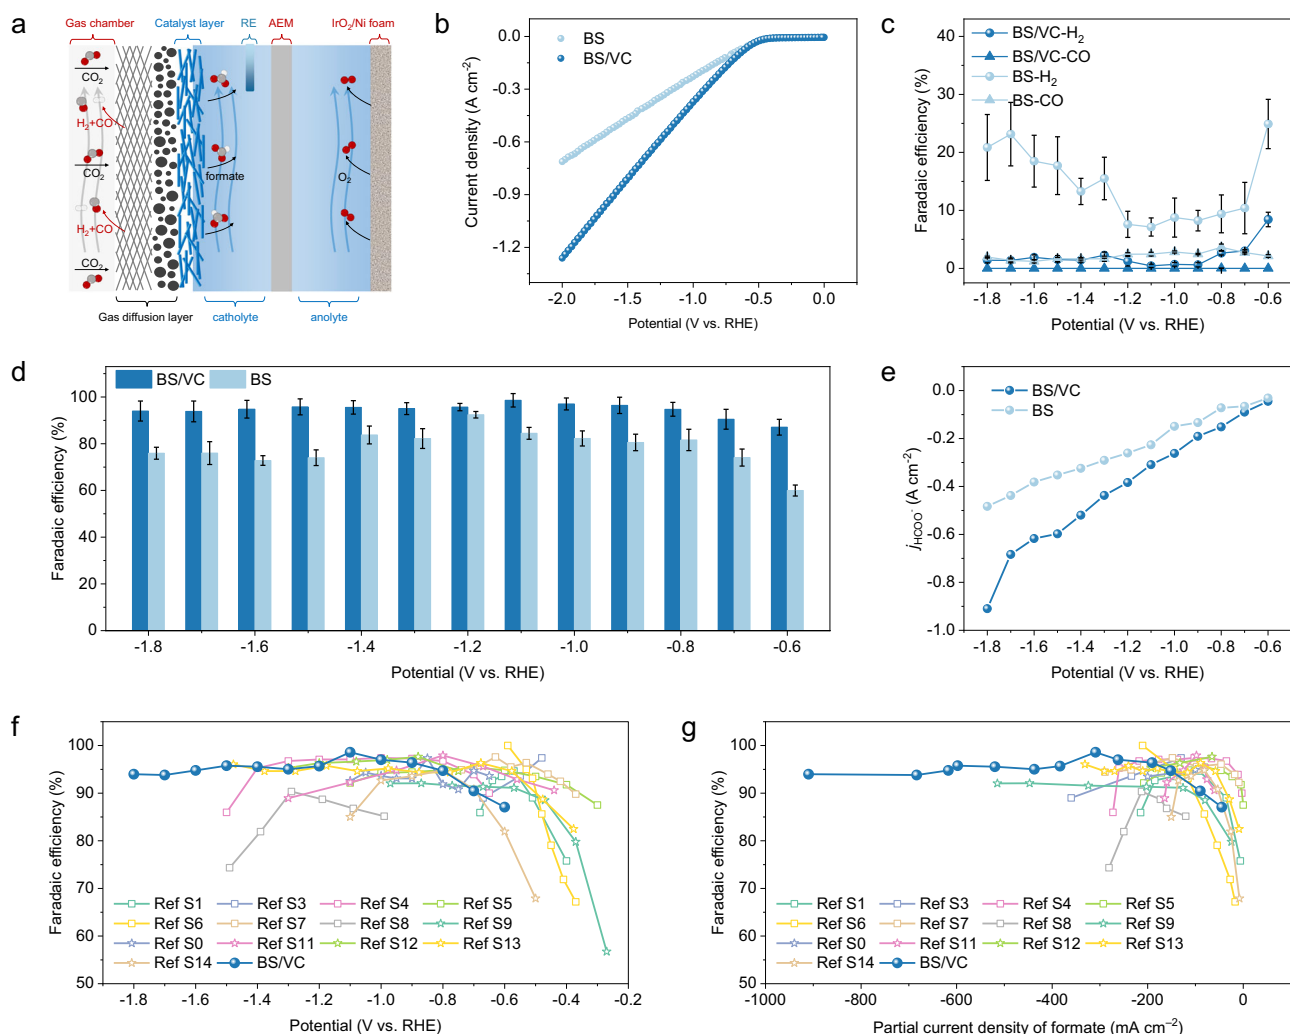 a
Gas chamber
Catalyst layer
RE
AEM
IrO₂/Ni foam
CO₂
H₂+CO
CO₂
formate
O₂
H₂+CO
CO₂
Gas diffusion layer
catholyte
anolyte
b
BS
BS/VC
Current density (A cm⁻²)
0.0
-0.3
-0.6
-0.9
-1.2
-2.0 -1.5 -1.0 -0.5 0.0
Potential (V vs. RHE)
c
BS/VC-H₂
BS/VC-CO
BS-H₂
BS-CO
Faradaic efficiency (%)
40
30
20
10
0
-1.8 -1.6 -1.4 -1.2 -1.0 -0.8 -0.6
Potential (V vs. RHE)
d
BS/VC BS
Faradaic efficiency (%)
100
80
60
40
20
0
-1.8 -1.6 -1.4 -1.2 -1.0 -0.8 -0.6
Potential (V vs. RHE)
e
BS/VC
BS
jHCOO⁻ (A cm⁻²)
0.0
-0.2
-0.4
-0.6
-0.8
-1.0
-1.8 -1.6 -1.4 -1.2 -1.0 -0.8 -0.6
Potential (V vs. RHE)
f
Faradaic efficiency (%)
100
90
80
70
60
50
Ref S1 Ref S3 Ref S4 Ref S5
Ref S6 Ref S7 Ref S8 Ref S9
Ref S0 Ref S11 Ref S12 Ref S13
Ref S14 BS/VC
-1.8 -1.6 -1.4 -1.2 -1.0 -0.8 -0.6 -0.4 -0.2
Potential (V vs. RHE)
g
Faradaic efficiency (%)
100
90
80
70
60
50
Ref S1 Ref S3 Ref S4 Ref S5
Ref S6 Ref S7 Ref S8 Ref S9
Ref S0 Ref S11 Ref S12 Ref S13
Ref S14 BS/VC
-1000 -800 -600 -400 -200 0
Partial current density of formate (mA cm⁻²)